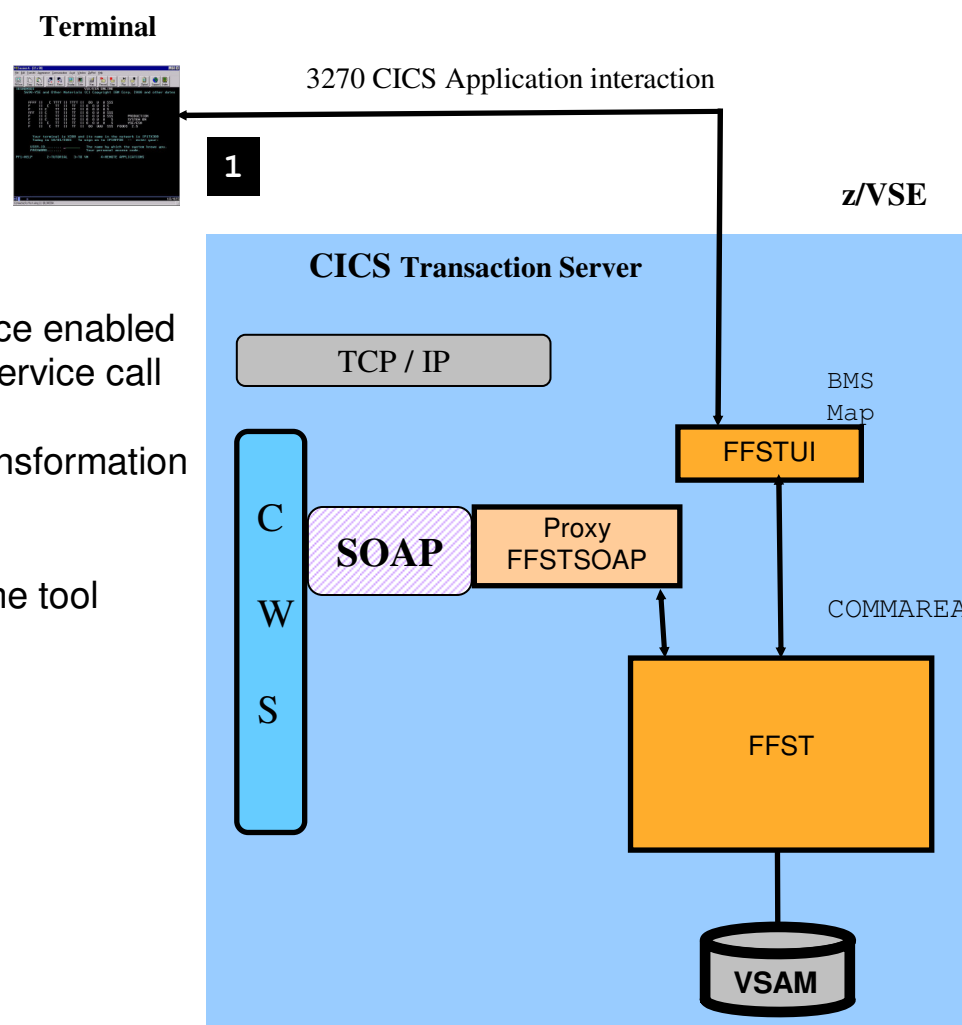 Terminal
3270 CICS Application interaction
1
z/VSE
CICS Transaction Server
ce enabled
ervice call
TCP / IP
BMS
Map
FFSTUI
nsformation
C
W
S
SOAP
Proxy
FFSTSOAP
ne tool
COMMAREA
FFST
VSAM